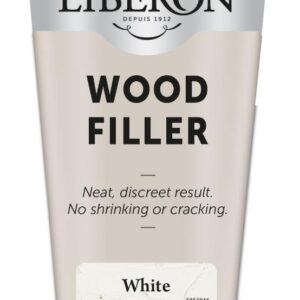 LIBERON
DEPUIS 1912
WOOD
FILLER
Neat, discreet result.
No shrinking or cracking.
White